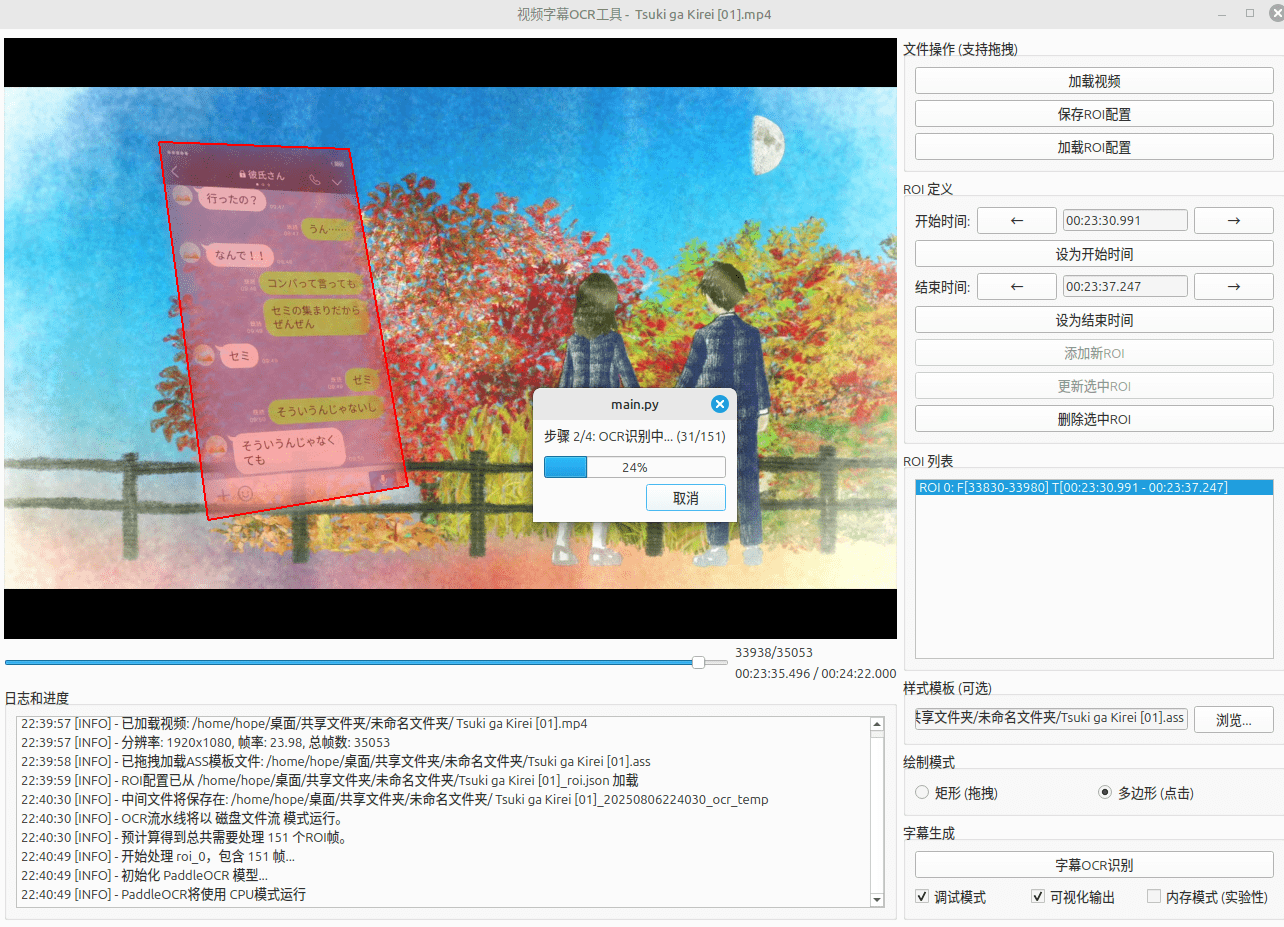 视频字幕OCR工具 - Tsuki ga Kirei [01].mp4
彼氏さん
行ったの？
うん……
なんで！！
コンパって言っても
セミの集まりだから
ぜんぜん
セミ
ゼミ
そういうんじゃないし
そういうんじゃなく
ても
main.py
步骤 2/4: OCR识别中... (31/151)
24%
取消
33938/35053
00:23:35.496 / 00:24:22.000
日志和进度
22:39:57 [INFO] - 已加载视频: /home/hope/桌面/共享文件夹/未命名文件夹/ Tsuki ga Kirei [01].mp4
22:39:57 [INFO] - 分辨率: 1920x1080, 帧率: 23.98, 总帧数: 35053
22:39:58 [INFO] - 已拖拽加载ASS模板文件: /home/hope/桌面/共享文件夹/未命名文件夹/Tsuki ga Kirei [01].ass
22:39:59 [INFO] - ROI配置已从 /home/hope/桌面/共享文件夹/未命名文件夹/Tsuki ga Kirei [01]_roi.json 加载
22:40:30 [INFO] - 中间文件将保存在: /home/hope/桌面/共享文件夹/未命名文件夹/ Tsuki ga Kirei [01]_20250806224030_ocr_temp
22:40:30 [INFO] - OCR流水线将以 磁盘文件流 模式运行。
22:40:30 [INFO] - 预计算得到总共需要处理 151 个ROI帧。
22:40:49 [INFO] - 开始处理 roi_0，包含 151 帧...
22:40:49 [INFO] - 初始化 PaddleOCR 模型...
22:40:49 [INFO] - PaddleOCR将使用 CPU模式运行
文件操作 (支持拖拽)
加载视频
保存ROI配置
加载ROI配置
ROI 定义
开始时间: ← 00:23:30.991 →
设为开始时间
结束时间: ← 00:23:37.247 →
设为结束时间
添加新ROI
更新选中ROI
删除选中ROI
ROI 列表
ROI 0: F[33830-33980] T[00:23:30.991 - 00:23:37.247]
样式模板 (可选)
共享文件夹/未命名文件夹/Tsuki ga Kirei [01].ass 浏览...
绘制模式
矩形 (拖拽) 多边形 (点击)
字幕生成
字幕OCR识别
调试模式 可视化输出 内存模式 (实验性)